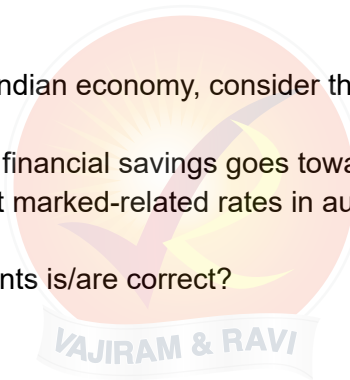 ndian economy, consider th
financial savings goes towa
t marked-related rates in au
nts is/are correct?
VAJIRAM & RAVI